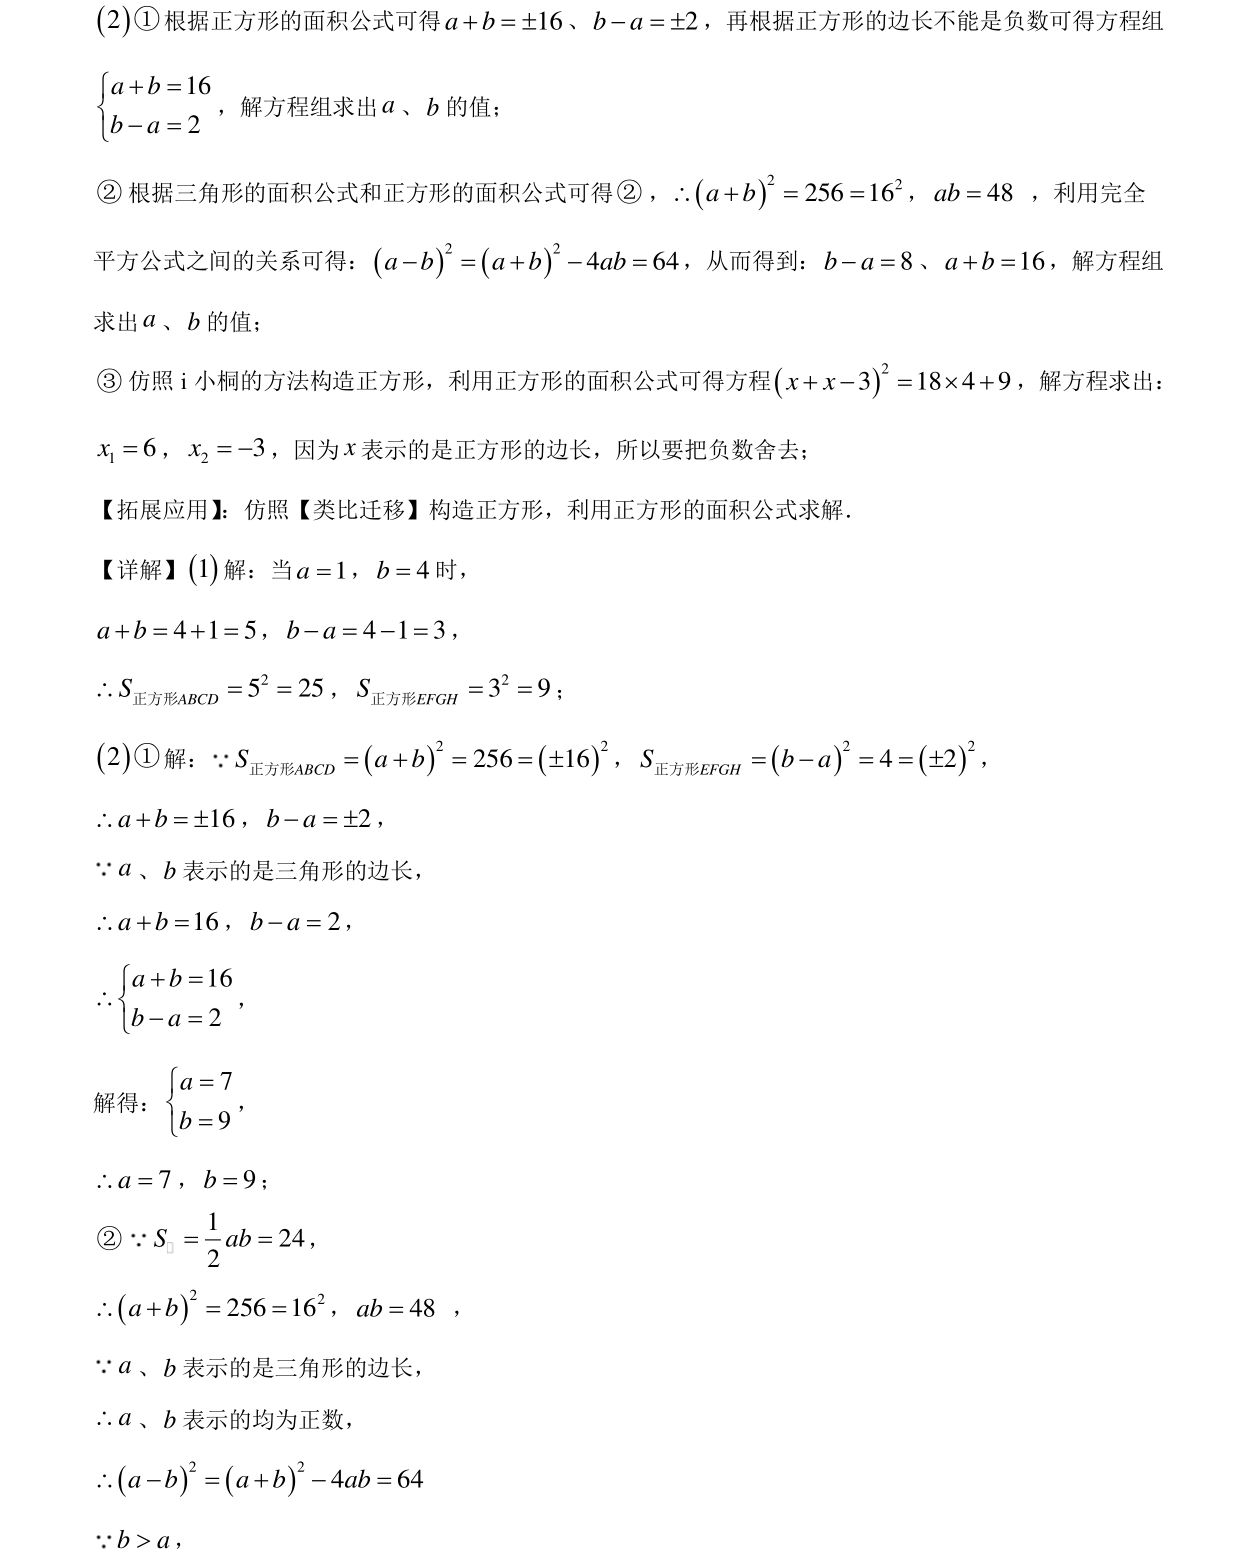 (2)①根据正方形的面积公式可得a+b=±16、b−a=±2，再根据正方形的边长不能是负数可得方程组
{a+b=16
b−a=2，解方程组求出a、b的值；
②根据三角形的面积公式和正方形的面积公式可得②，∴(a+b)²=256=16²，ab=48 ，利用完全
平方公式之间的关系可得：(a−b)²=(a+b)²−4ab=64，从而得到：b−a=8、a+b=16，解方程组
求出a、b的值；
③仿照i小桐的方法构造正方形，利用正方形的面积公式可得方程(x+x−3)²=18×4+9，解方程求出：
x₁=6，x₂=−3，因为x表示的是正方形的边长，所以要把负数舍去；
【拓展应用】：仿照【类比迁移】构造正方形，利用正方形的面积公式求解．
【详解】(1)解：当a=1，b=4时，
a+b=4+1=5，b−a=4−1=3，
∴S正方形ABCD=5²=25，S正方形EFGH=3²=9；
(2)①解：∵S正方形ABCD=(a+b)²=256=(±16)²，S正方形EFGH=(b−a)²=4=(±2)²，
∴a+b=±16，b−a=±2，
∵a、b表示的是三角形的边长，
∴a+b=16，b−a=2，
∴{a+b=16
b−a=2，
解得：{a=7
b=9，
∴a=7，b=9；
②∵S=1/2ab=24，
∴(a+b)²=256=16²，ab=48 ，
∵a、b表示的是三角形的边长，
∴a、b表示的均为正数，
∴(a−b)²=(a+b)²−4ab=64
∵b>a，